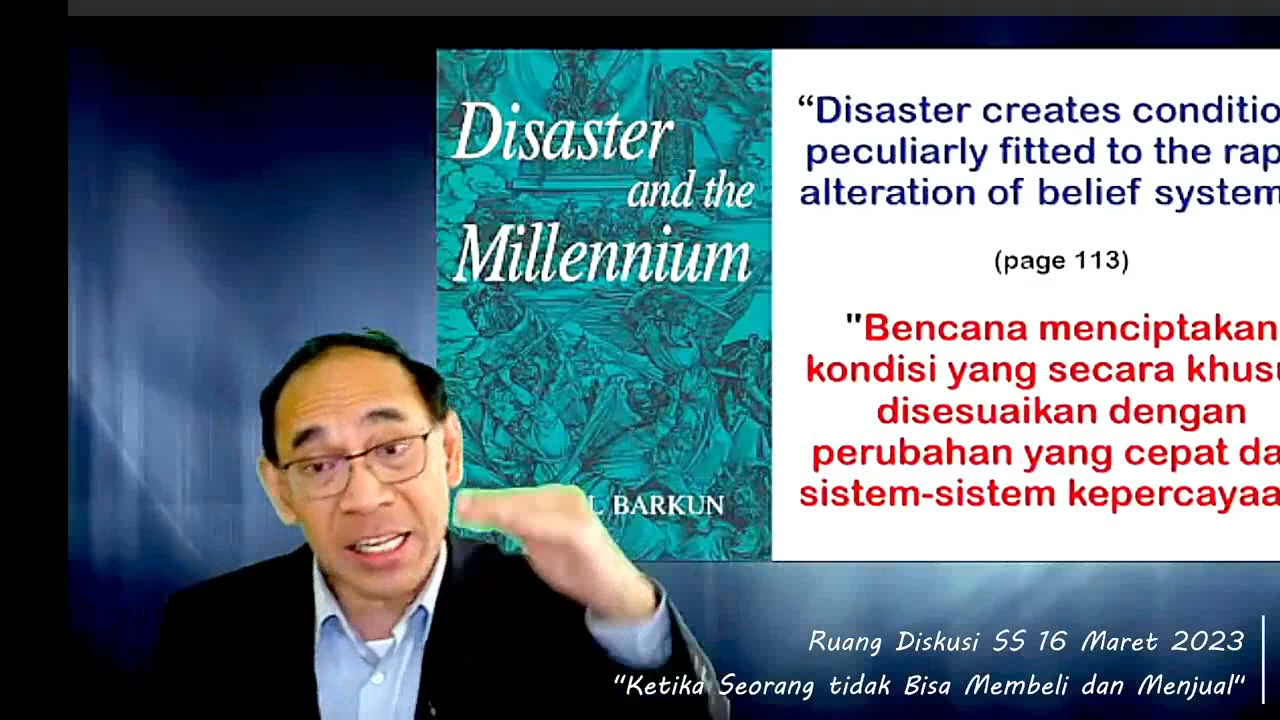 Disaster
and the
Millennium
L BARKUN
“Disaster creates conditio
peculiarly fitted to the rap
alteration of belief system
(page 113)
"Bencana menciptakan
kondisi yang secara khusu
disesuaikan dengan
perubahan yang cepat da
sistem-sistem kepercayaa
Ruang Diskusi SS 16 Maret 2023
“Ketika Seorang tidak Bisa Membeli dan Menjual“